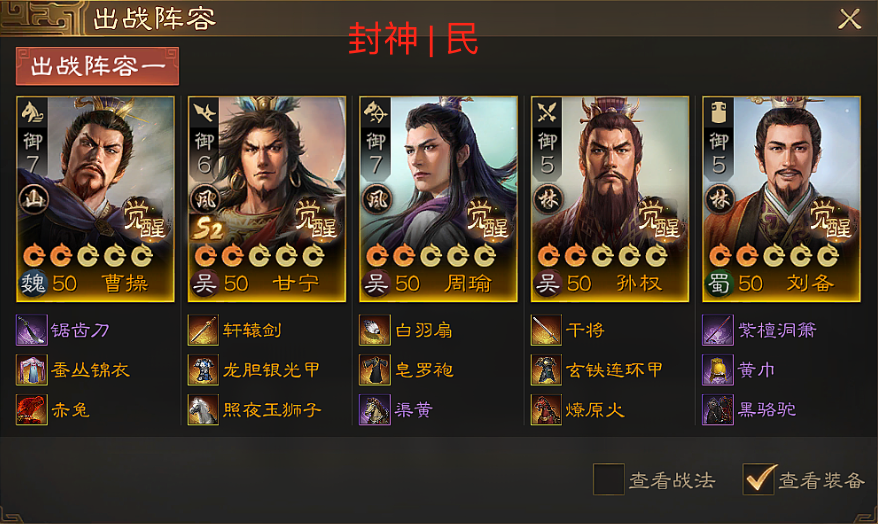 出战阵容
封神 | 民
出战阵容一
御 7 山 觉醒 魏 50 曹操
御 6 风 S2 觉醒 吴 50 甘宁
御 7 风 觉醒 吴 50 周瑜
御 5 林 觉醒 吴 50 孙权
御 5 林 觉醒 蜀 50 刘备
锯齿刀 轩辕剑 白羽扇 干将 紫檀洞箫
蚕丛锦衣 龙胆银光甲 皂罗袍 玄铁连环甲 黄巾
赤兔 照夜玉狮子 渠黄 燎原火 黑骆驼
查看战法 查看装备